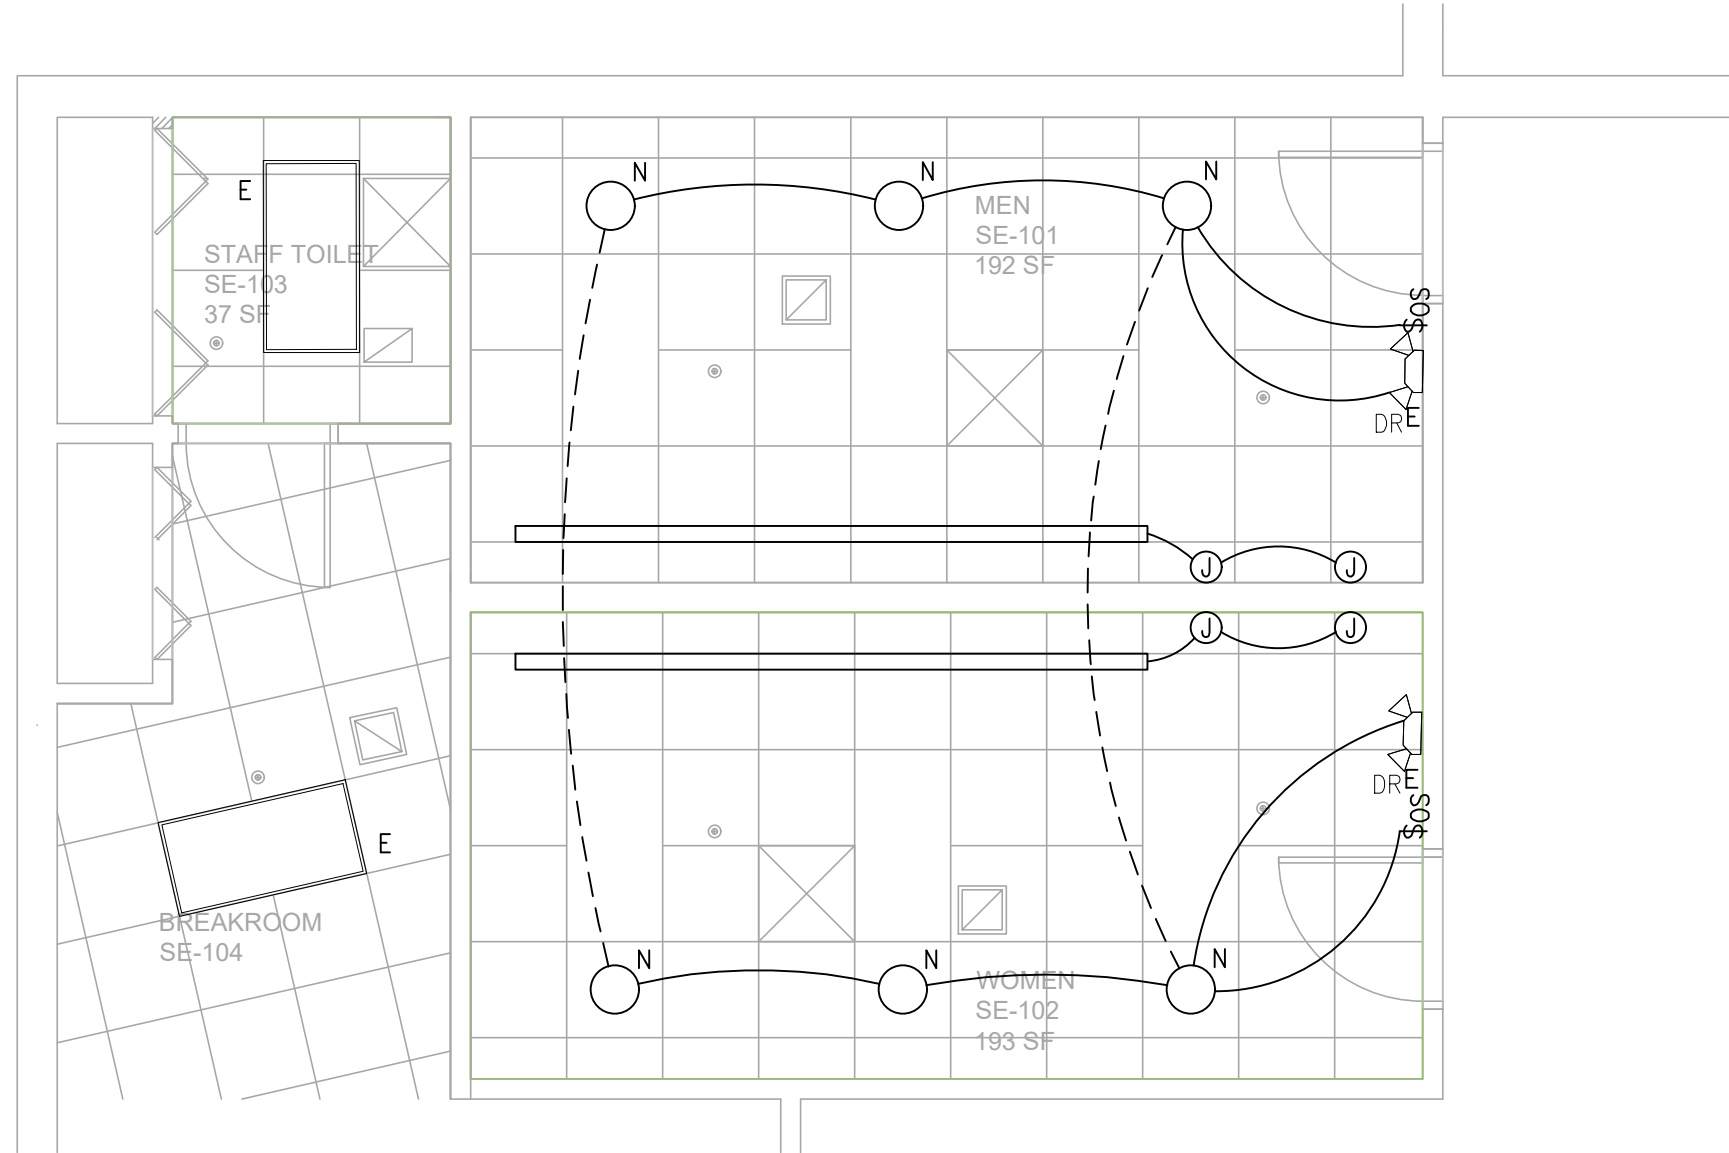 N
N
N
E
MEN
SE-101
192 SF
STAFF TOILET
SE-103
37 SF
$OS
DR
E
J
J
J
J
DR
E
$OS
E
BREAKROOM
SE-104
N
N
N
WOMEN
SE-102
193 SF